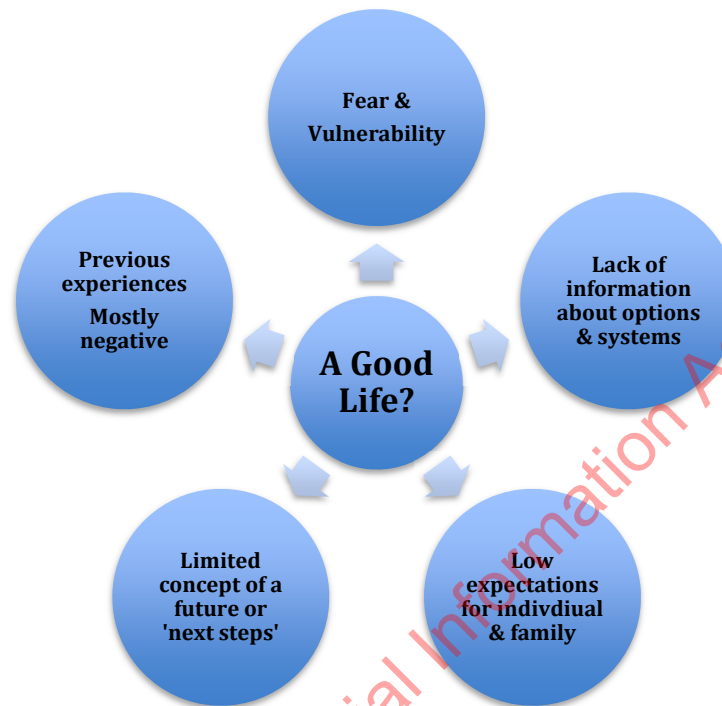 Fear &
Vulnerability
Previous
experiences
Mostly
negative
Lack of
information
about options
& systems
A Good
Life?
Limited
concept of a
future or
'next steps'
Low
expectations
for indivdiual
& family
Information A